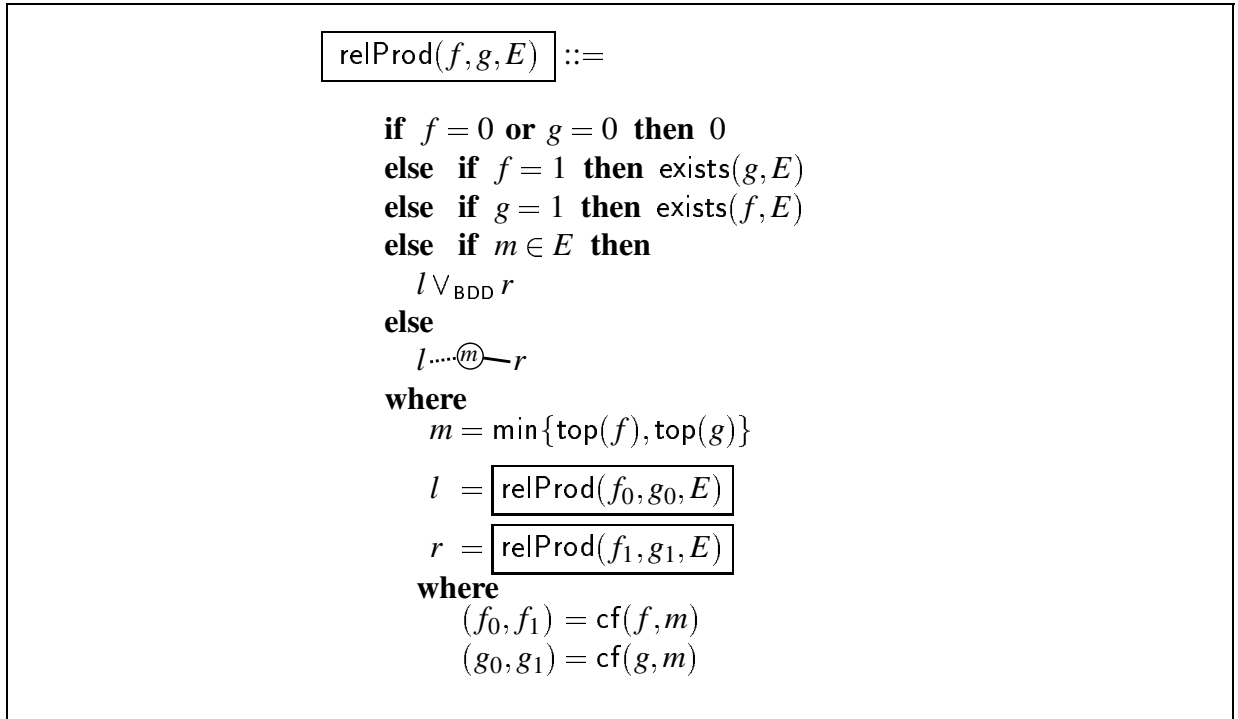 relProd(f, g, E) ::=
if f = 0 or g = 0 then 0
else if f = 1 then exists(g, E)
else if g = 1 then exists(f, E)
else if m ∈ E then
l ∨BDD r
else
l m r
where
m = min{top(f), top(g)}
l = relProd(f₀, g₀, E)
r = relProd(f₁, g₁, E)
where
(f₀, f₁) = cf(f, m)
(g₀, g₁) = cf(g, m)